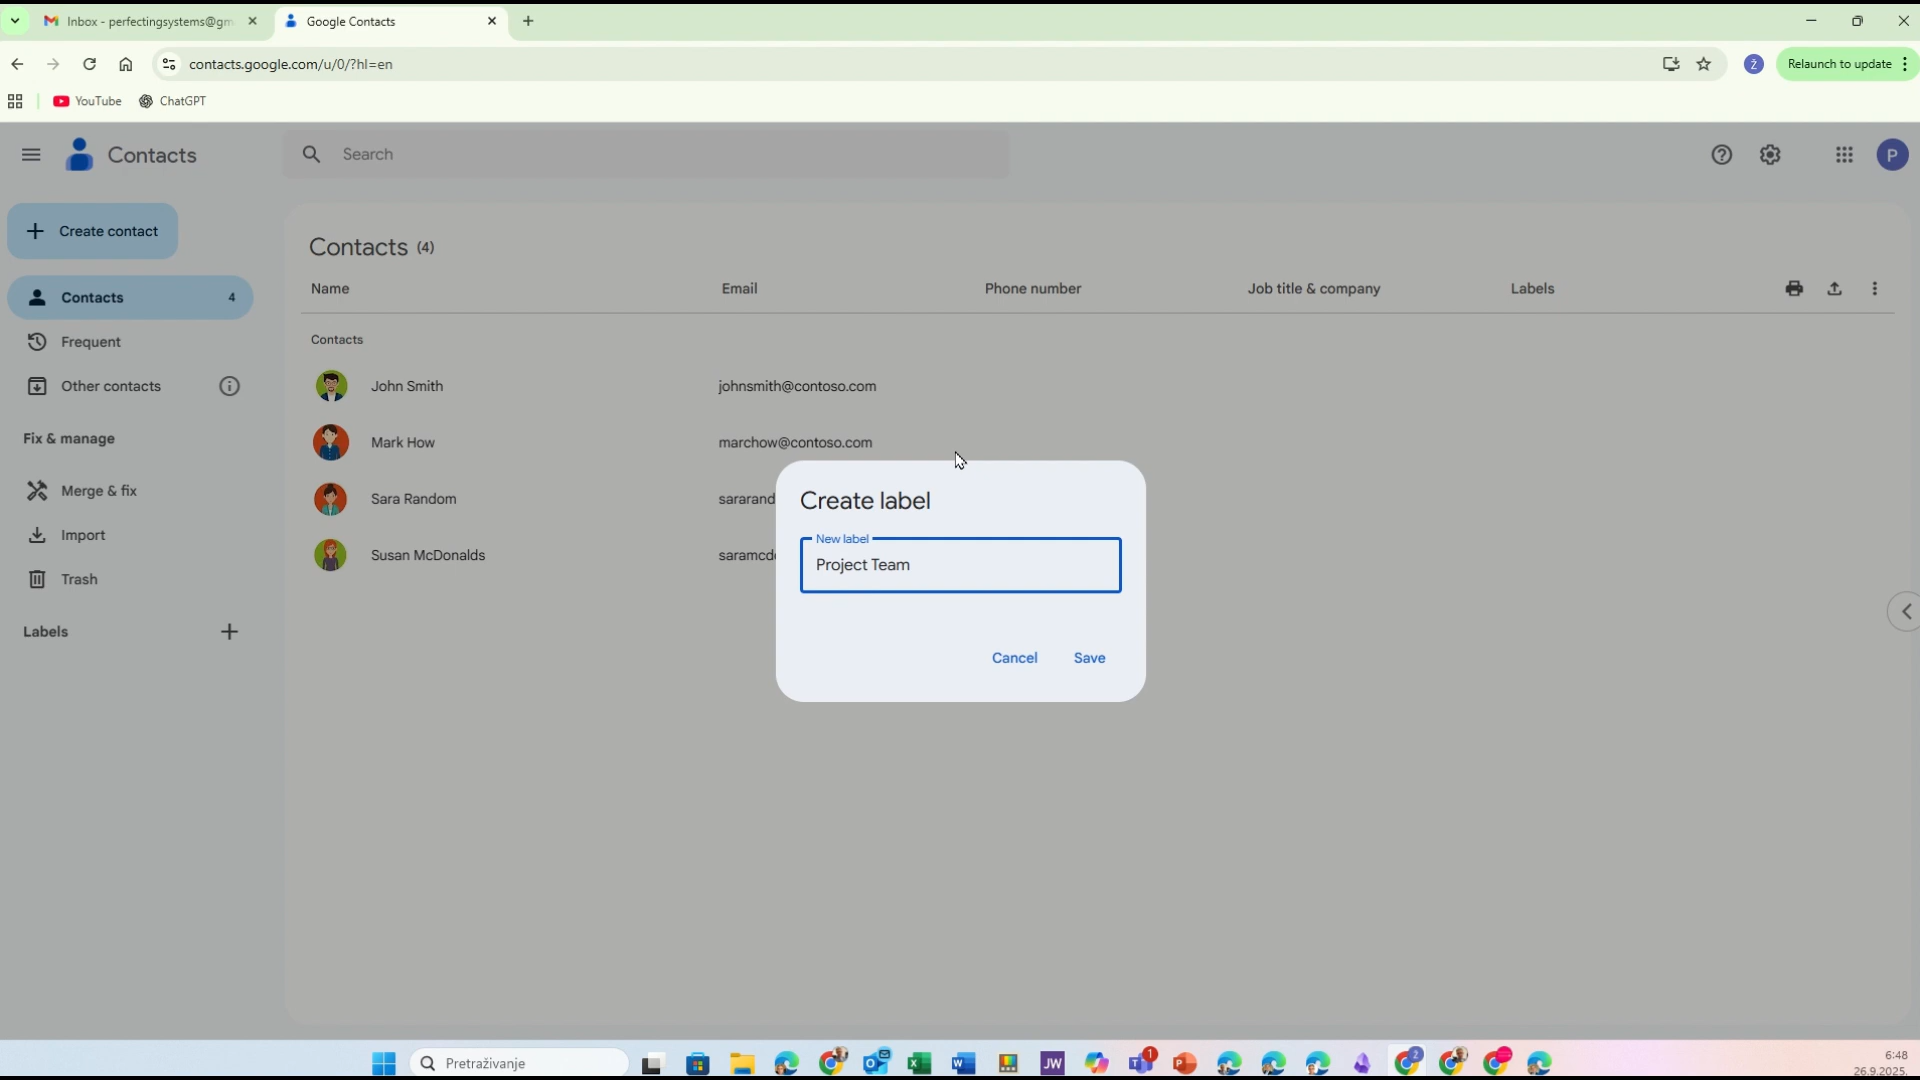 Inbox - perfectingsystems@gm
Google Contacts
contacts.google.com/u/0/?hl=en
Ž
Relaunch to update
YouTube
ChatGPT
Contacts
Search
P
Create contact
Contacts (4)
Name
Email
Phone number
Job title & company
Labels
Contacts
4
Contacts
Frequent
Other contacts
John Smith
johnsmith@contoso.com
Fix & manage
Mark How
marchow@contoso.com
Merge & fix
Sara Random
sararand
Import
Susan McDonalds
saramcd
Trash
Labels
Create label
New label
Project Team
Cancel
Save
Pretraživanje
W
JW
1
P
2
6:48
26.9.2025.